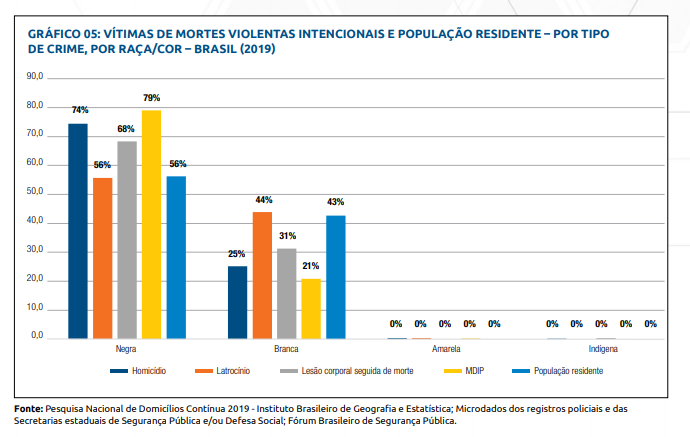 GRÁFICO 05: VÍTIMAS DE MORTES VIOLENTAS INTENCIONAIS E POPULAÇÃO RESIDENTE – POR TIPO
DE CRIME, POR RAÇA/COR – BRASIL (2019)
90,0
80,0
70,0
60,0
50,0
40,0
30,0
20,0
10,0
0,0
74%
56%
68%
79%
56%
25%
44%
31%
21%
43%
0% 0% 0% 0% 0%
0% 0% 0% 0% 0%
Negra Branca Amarela Indígena
Homicídio Latrocínio Lesão corporal seguida de morte MDIP População residente
Fonte: Pesquisa Nacional de Domicílios Contínua 2019 - Instituto Brasileiro de Geografia e Estatística; Microdados dos registros policiais e das
Secretarias estaduais de Segurança Pública e/ou Defesa Social; Fórum Brasileiro de Segurança Pública.